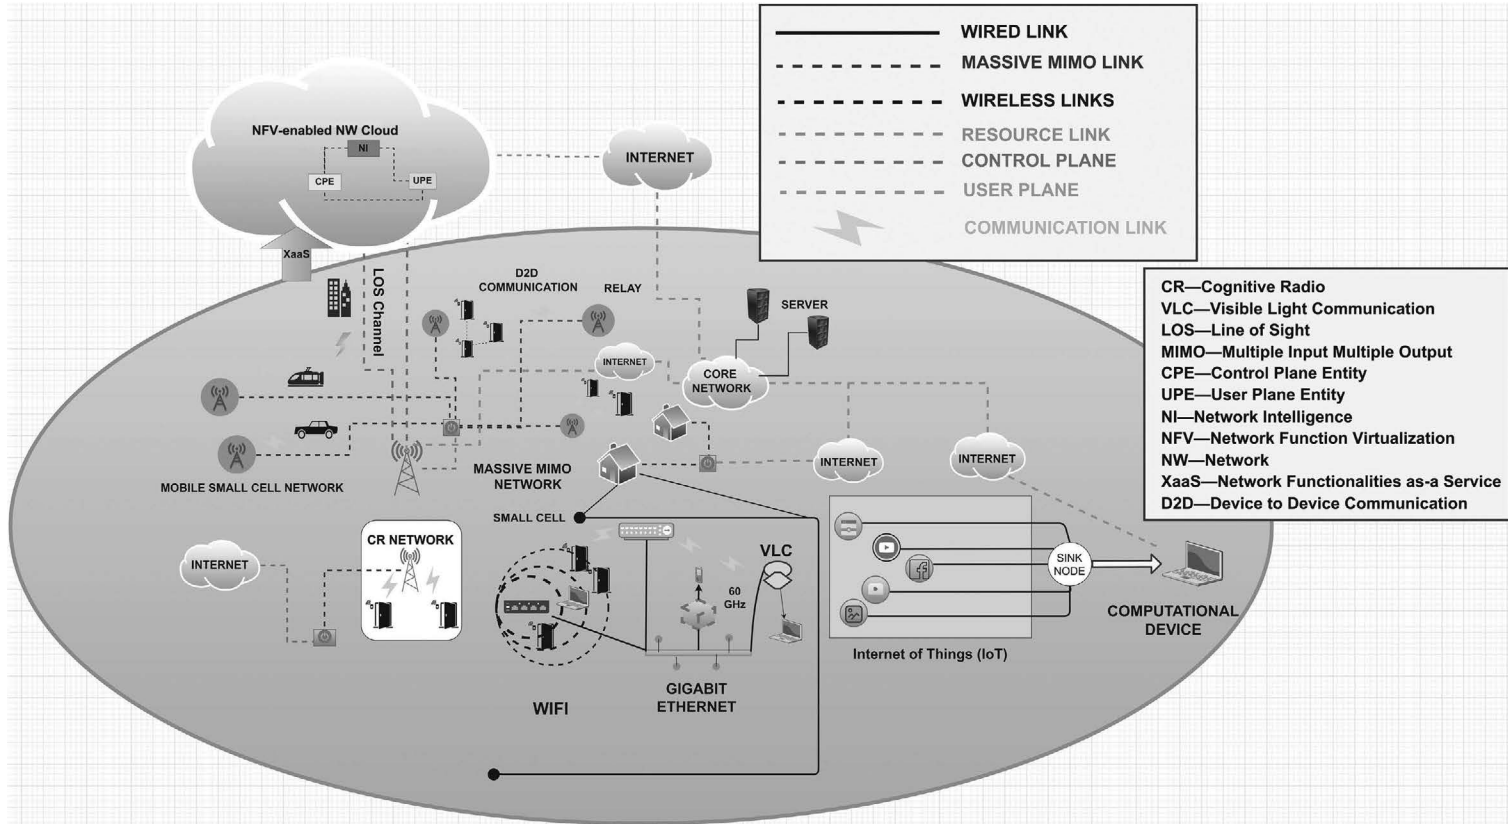 WIRED LINK
MASSIVE MIMO LINK
WIRELESS LINKS
RESOURCE LINK
CONTROL PLANE
USER PLANE
COMMUNICATION LINK
NFV-enabled NW Cloud
NI
CPE
UPE
INTERNET
XaaS
LOS Channel
D2D
COMMUNICATION
RELAY
SERVER
INTERNET
CORE
NETWORK
CR—Cognitive Radio
VLC—Visible Light Communication
LOS—Line of Sight
MIMO—Multiple Input Multiple Output
CPE—Control Plane Entity
UPE—User Plane Entity
NI—Network Intelligence
NFV—Network Function Virtualization
NW—Network
XaaS—Network Functionalities as-a Service
D2D—Device to Device Communication
MOBILE SMALL CELL NETWORK
MASSIVE MIMO
NETWORK
INTERNET
INTERNET
SMALL CELL
CR NETWORK
INTERNET
VLC
60
GHz
SINK
NODE
COMPUTATIONAL
DEVICE
Internet of Things (IoT)
WIFI
GIGABIT
ETHERNET